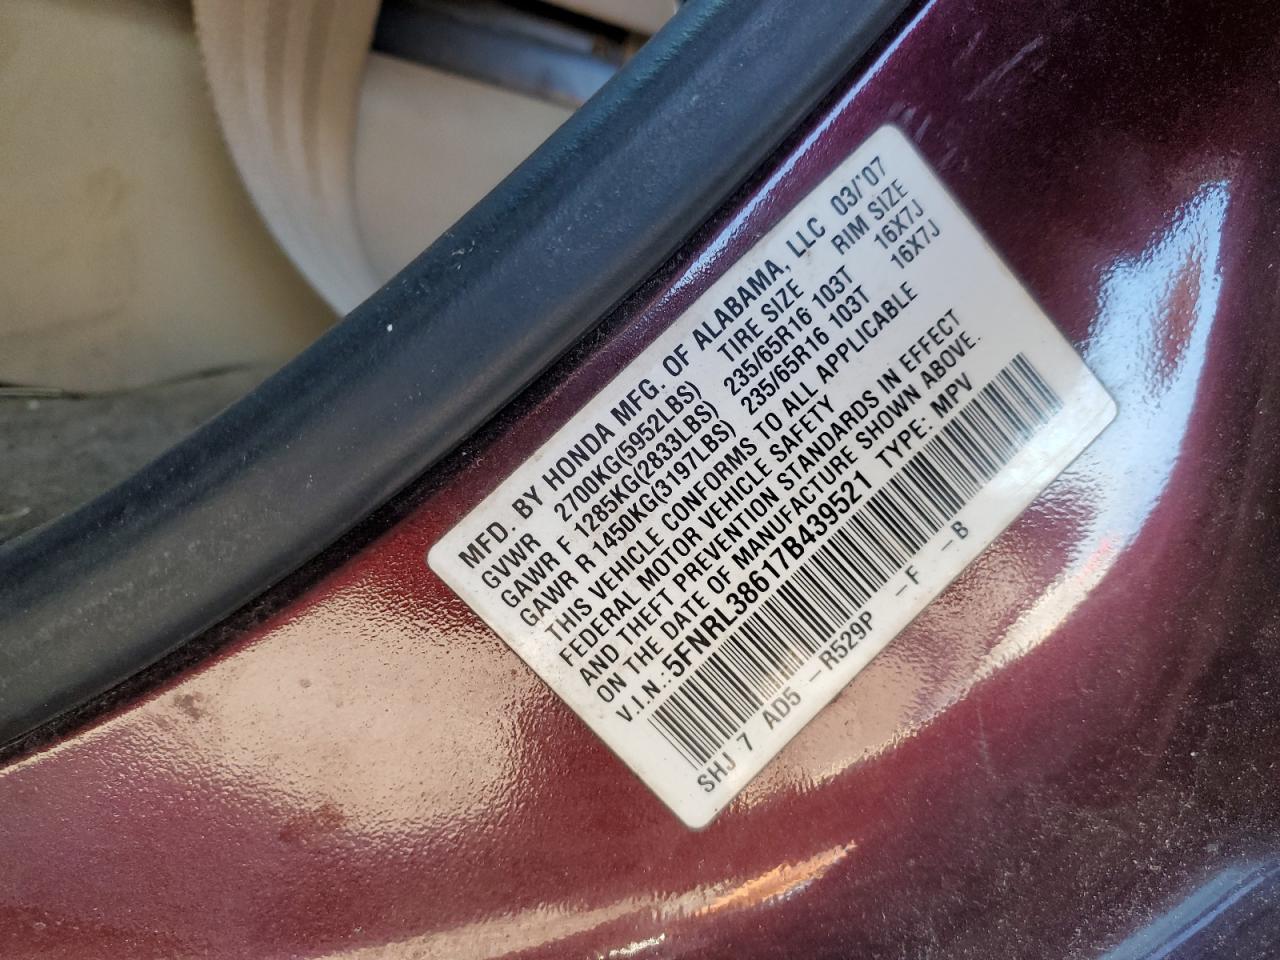 MFD. BY HONDA MFG. OF ALABAMA, LLC 03/'07
GVWR 2700KG(5952LBS) TIRE SIZE RIM SIZE
GAWR F 1285KG(2833LBS) 235/65R16 103T 16X7J
GAWR R 1450KG(3197LBS) 235/65R16 103T 16X7J
THIS VEHICLE CONFORMS TO ALL APPLICABLE
FEDERAL MOTOR VEHICLE SAFETY
AND THEFT PREVENTION STANDARDS IN EFFECT
ON THE DATE OF MANUFACTURE SHOWN ABOVE.
V.I.N.: 5FNRL38617B439521 TYPE: MPV
SHJ 7 AD5 -R529P -F -B